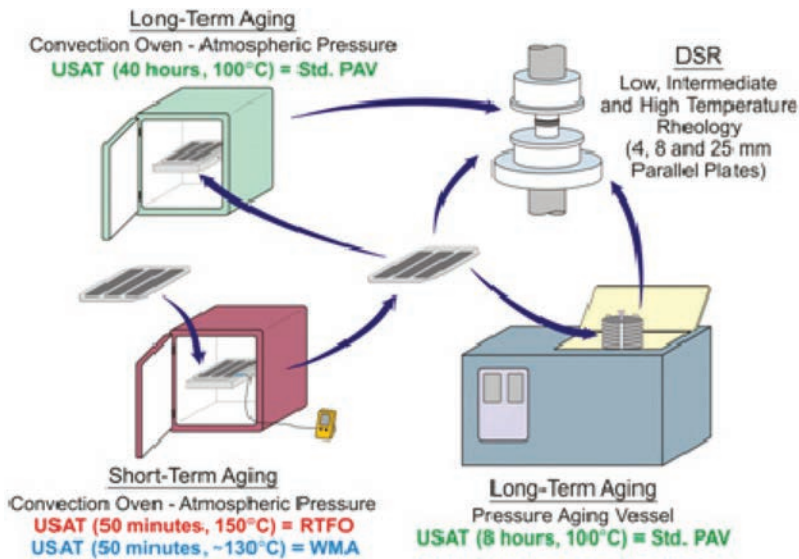 Long-Term Aging
Convection Oven - Atmospheric Pressure
USAT (40 hours, 100°C) = Std. PAV
DSR
Low, Intermediate
and High Temperature
Rheology
(4, 8 and 25 mm
Parallel Plates)
Short-Term Aging
Convection Oven - Atmospheric Pressure
USAT (50 minutes, 150°C) = RTFO
USAT (50 minutes, ~130°C) = WMA
Long-Term Aging
Pressure Aging Vessel
USAT (8 hours, 100°C) = Std. PAV